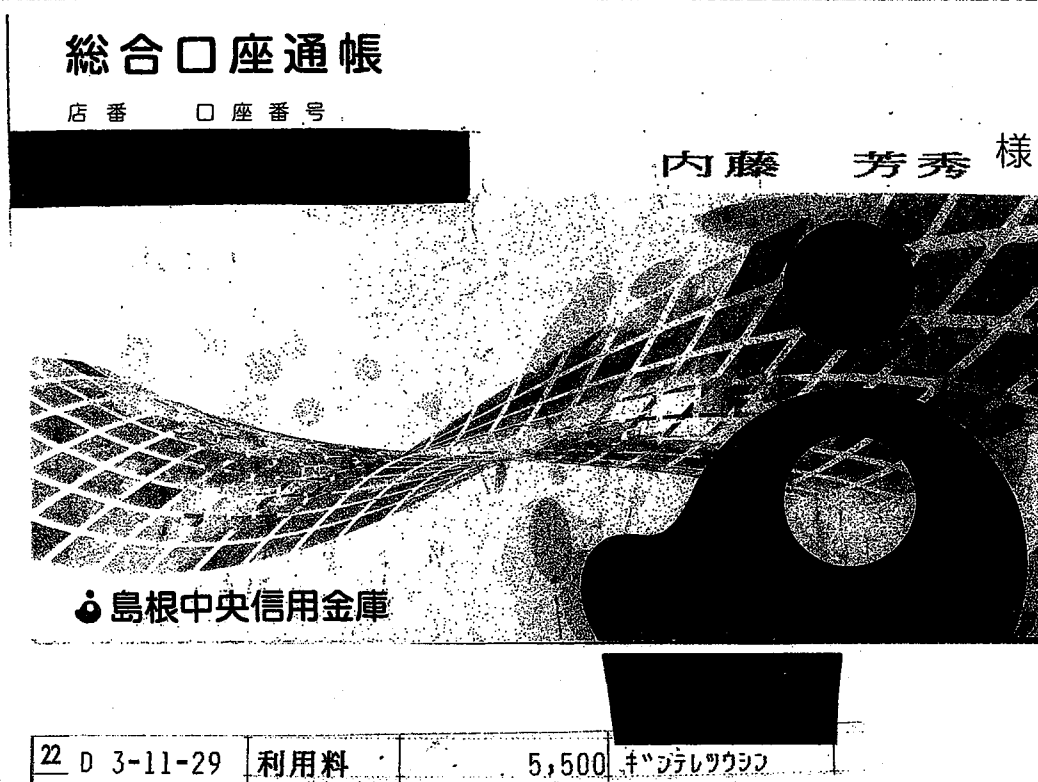 総合口座通帳
店番 口座番号
内藤 芳秀 様
島根中央信用金庫
22 D 3-11-29 利用料 5,500 ギンテレツウシン